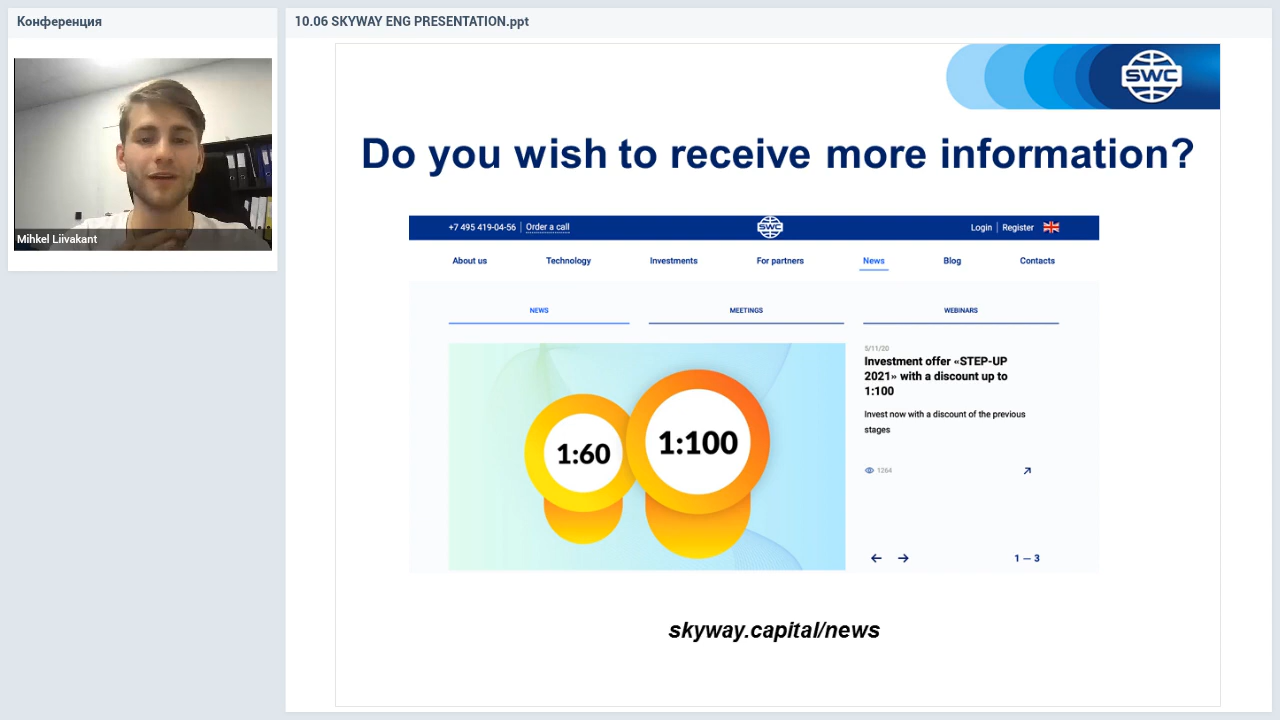 Конференция
10.06 SKYWAY ENG PRESENTATION.ppt
Mihkel Liivakant
SWC
Do you wish to receive more information?
+7 495 419-04-56 | Order a call
SWC
Login | Register
About us
Technology
Investments
For partners
News
Blog
Contacts
NEWS
MEETINGS
WEBINARS
1:60
1:100
5/11/20
Investment offer «STEP-UP
2021» with a discount up to
1:100
Invest now with a discount of the previous
stages
1264
1 — 3
skyway.capital/news